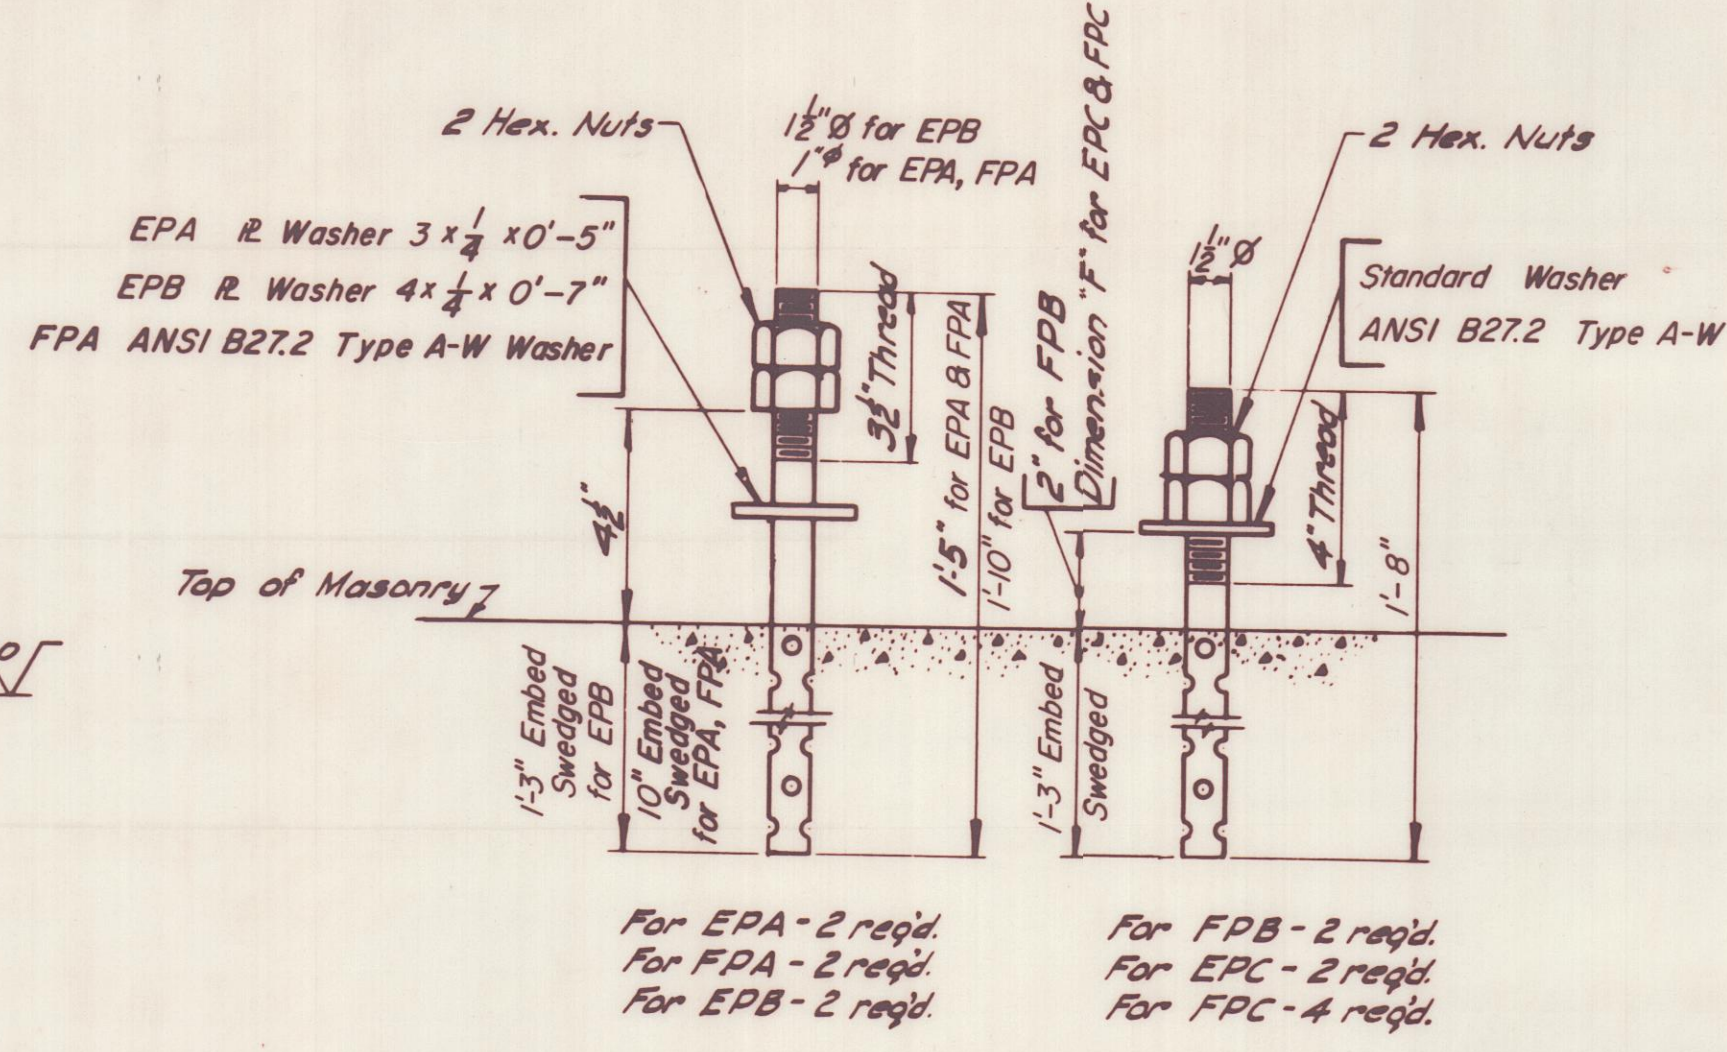 2 Hex. Nuts
1½"Ø for EPB
1"ϕ for EPA, FPA
EPA ⅊ Washer 3 x ¼ x 0'-5"
EPB ⅊ Washer 4 x ¼ x 0'-7"
FPA ANSI B27.2 Type A-W Washer
3½" Thread
4½"
1'-5" for EPA & FPA
1'-10" for EPB
Top of Masonry
1'-3" Embed
Swedged
for EPB
10" Embed
Swedged
for EPA, FPA
2" for FPB
Dimension "F" for EPC & FPC
2 Hex. Nuts
1½"Ø
Standard Washer
ANSI B27.2 Type A-W
4" Thread
1'-8"
1'-3" Embed
Swedged
For EPA - 2 req'd.
For FPA - 2 req'd.
For EPB - 2 req'd.
For FPB - 2 req'd.
For EPC - 2 req'd.
For FPC - 4 req'd.